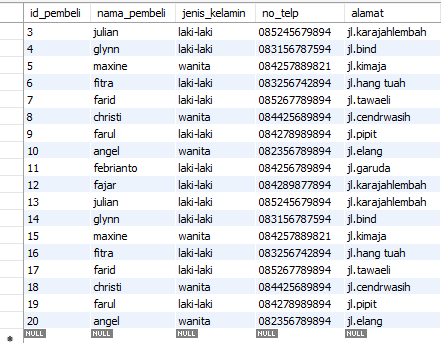 id_pembeli nama_pembeli jenis_kelamin no_telp alamat
3 julian laki-laki 085245679894 jl.karajahlembah
4 glynn laki-laki 083156787594 jl.bind
5 maxine wanita 084257889821 jl.kimaja
6 fitra laki-laki 083256742894 jl.hang tuah
7 farid laki-laki 085267789894 jl.tawaeli
8 christi wanita 084425689894 jl.cendrwasih
9 farul laki-laki 084278989894 jl.pipit
10 angel wanita 082356789894 jl.elang
11 febrianto laki-laki 084256789894 jl.garuda
12 fajar laki-laki 084289877894 jl.karajahlembah
13 julian laki-laki 085245679894 jl.karajahlembah
14 glynn laki-laki 083156787594 jl.bind
15 maxine wanita 084257889821 jl.kimaja
16 fitra laki-laki 083256742894 jl.hang tuah
17 farid laki-laki 085267789894 jl.tawaeli
18 christi wanita 084425689894 jl.cendrwasih
19 farul laki-laki 084278989894 jl.pipit
20 angel wanita 082356789894 jl.elang
NULL NULL NULL NULL NULL